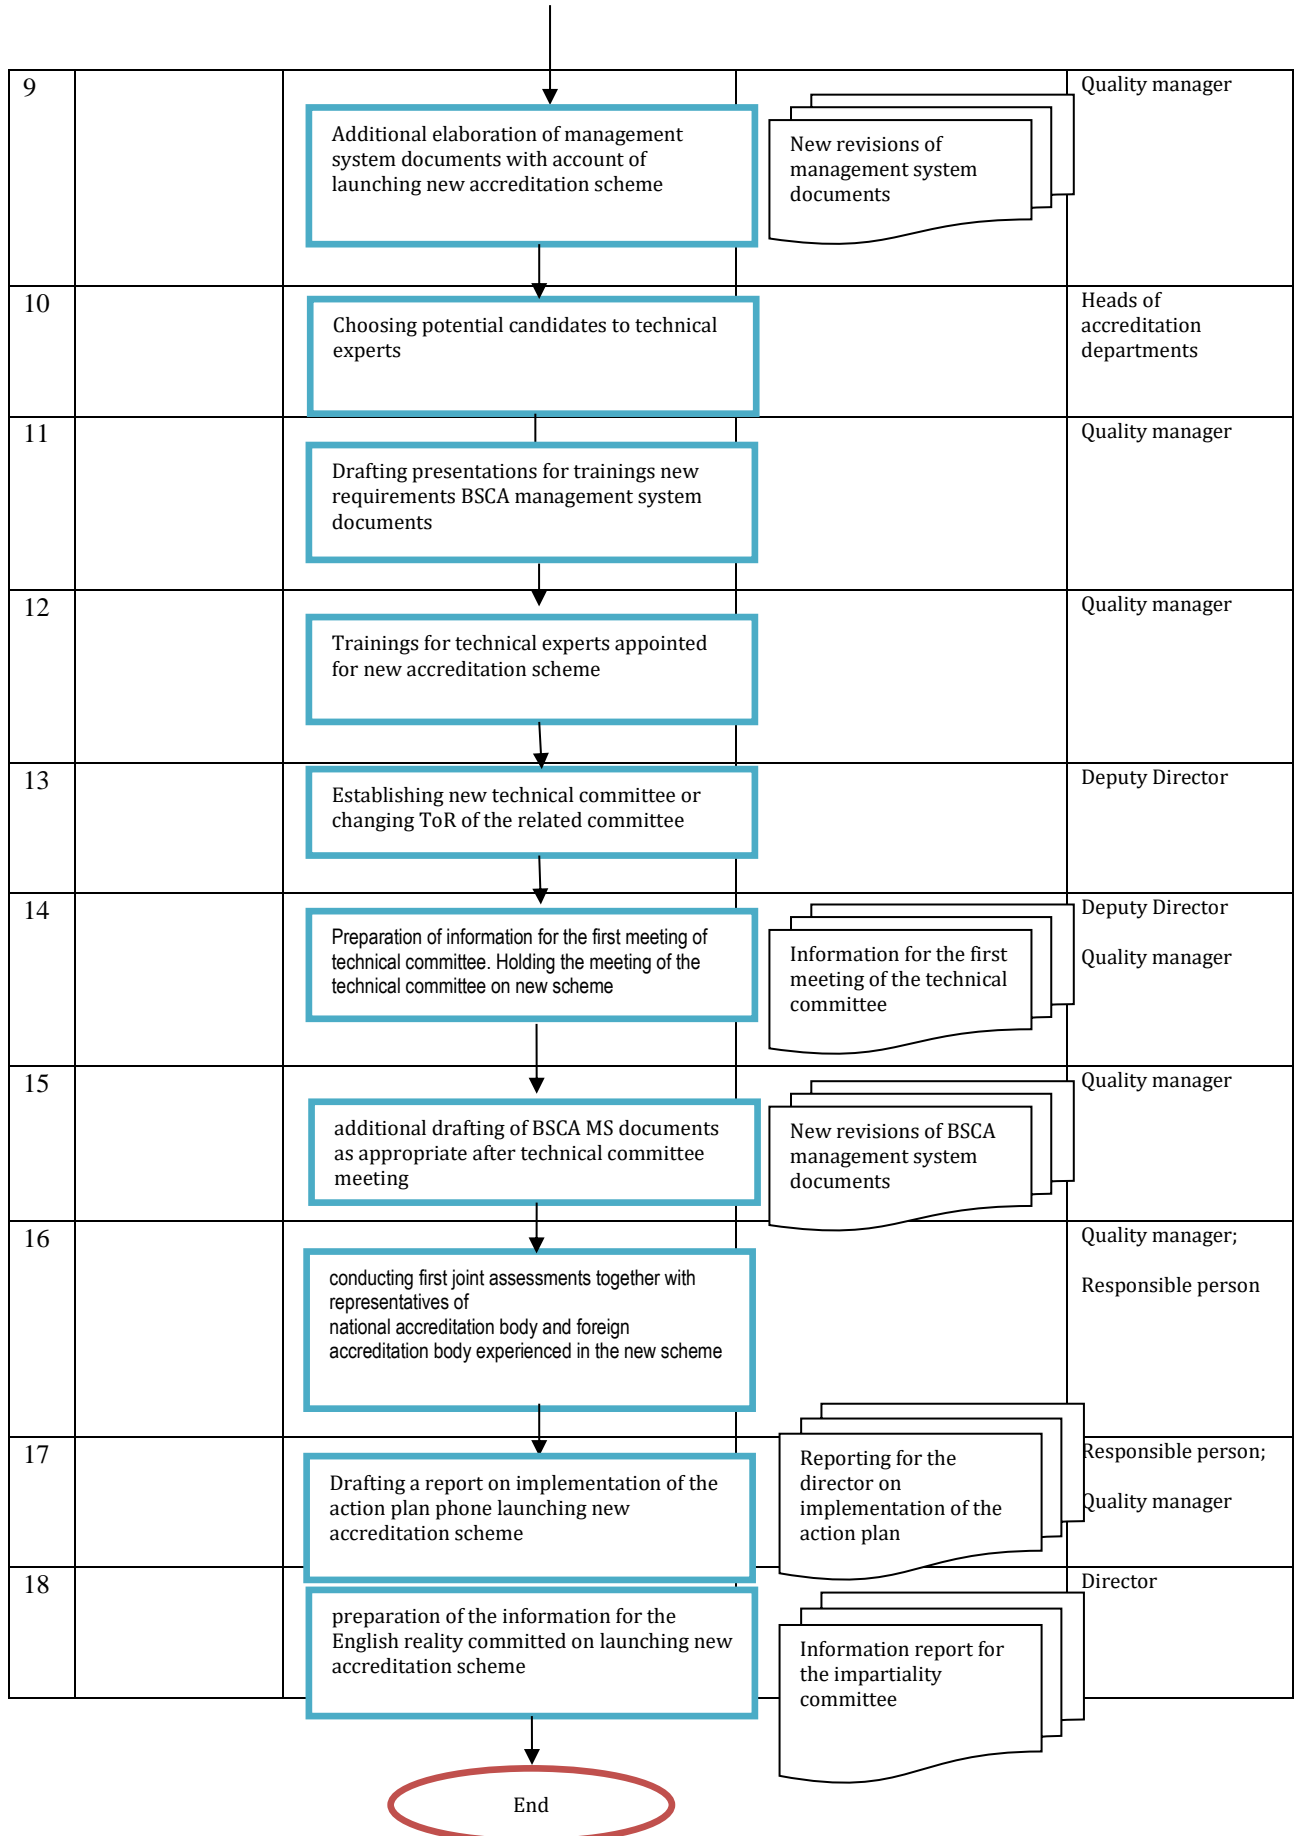 9
Additional elaboration of management
system documents with account of
launching new accreditation scheme
New revisions of
management system
documents
Quality manager
10
Choosing potential candidates to technical
experts
Heads of
accreditation
departments
11
Drafting presentations for trainings new
requirements BSCA management system
documents
Quality manager
12
Trainings for technical experts appointed
for new accreditation scheme
Quality manager
13
Establishing new technical committee or
changing ToR of the related committee
Deputy Director
14
Preparation of information for the first meeting of
technical committee. Holding the meeting of the
technical committee on new scheme
Information for the first
meeting of the technical
committee
Deputy Director
Quality manager
15
additional drafting of BSCA MS documents
as appropriate after technical committee
meeting
New revisions of BSCA
management system
documents
Quality manager
16
conducting first joint assessments together with
representatives of
national accreditation body and foreign
accreditation body experienced in the new scheme
Quality manager;
Responsible person
17
Drafting a report on implementation of the
action plan phone launching new
accreditation scheme
Reporting for the
director on
implementation of the
action plan
Responsible person;
Quality manager
18
preparation of the information for the
English reality committed on launching new
accreditation scheme
Information report for
the impartiality
committee
Director
End